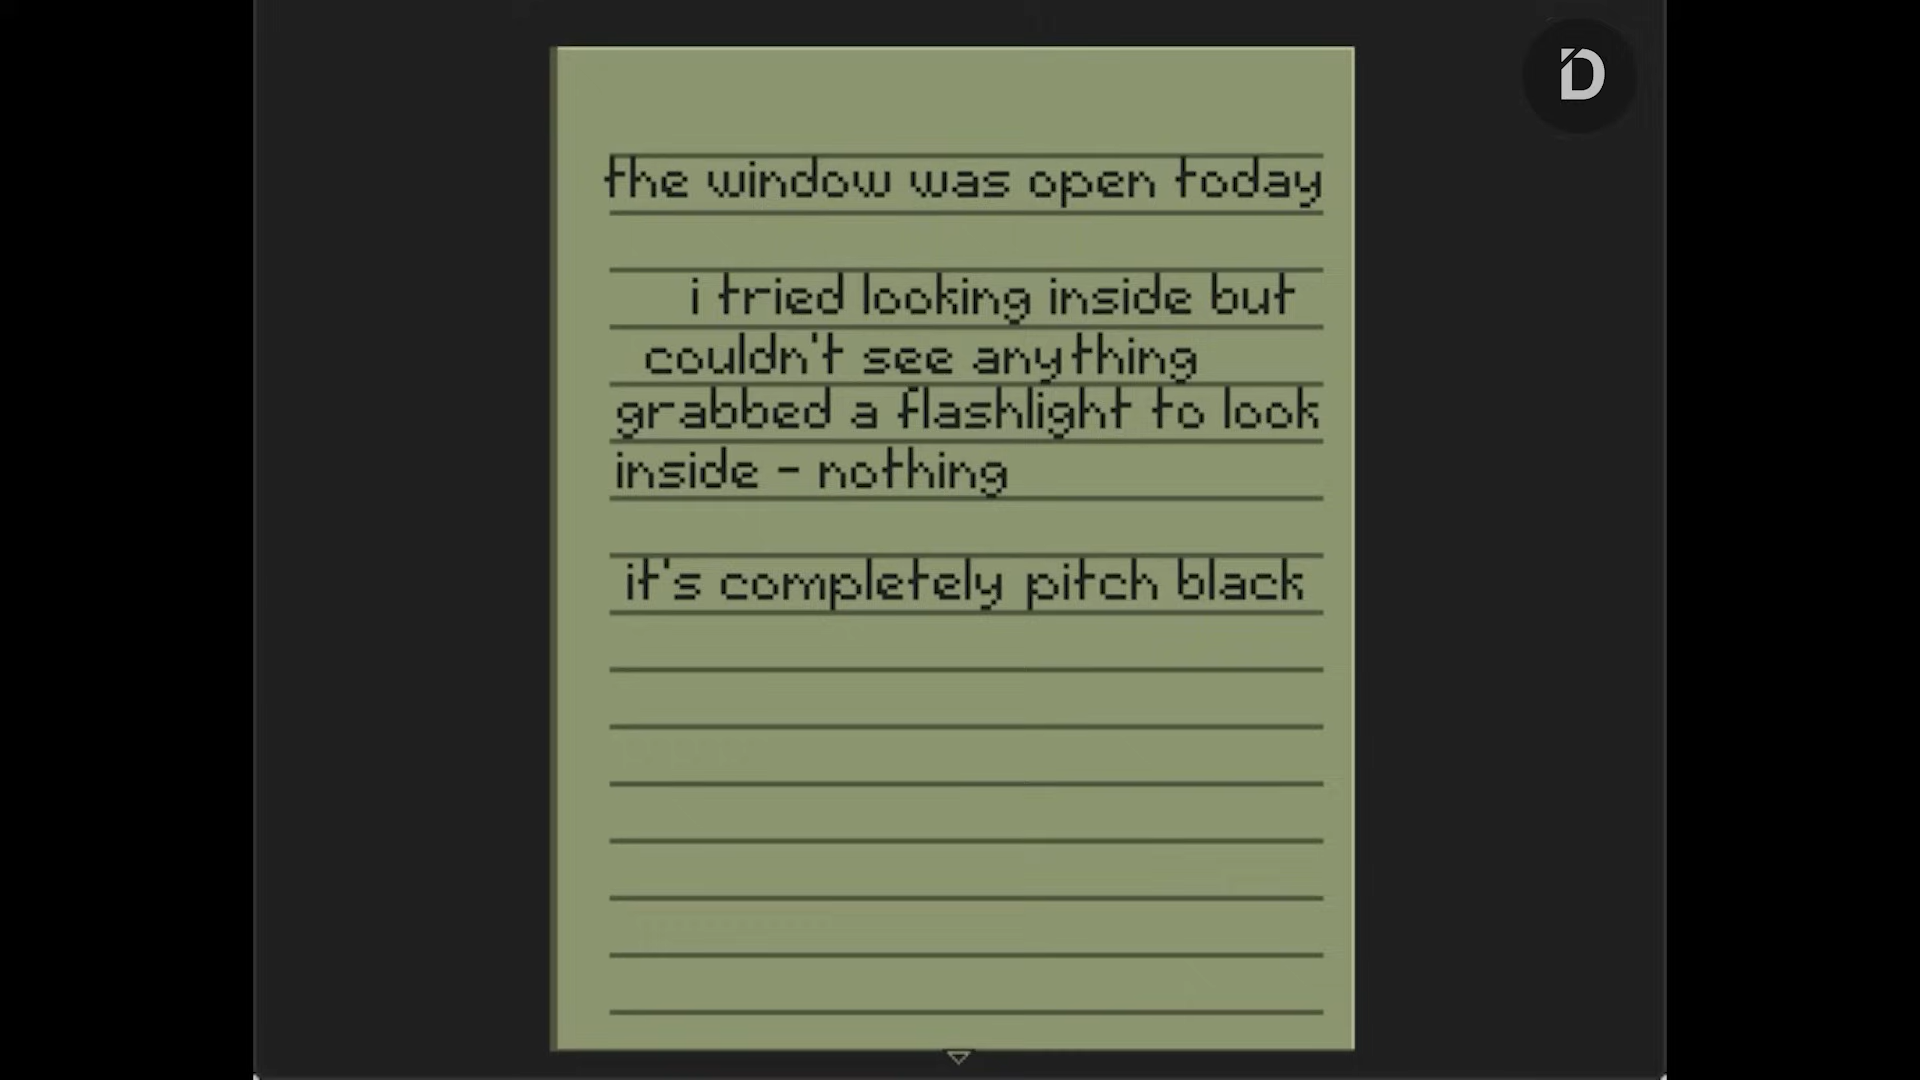 D
the window was open today
i tried looking inside but
couldn't see anything
grabbed a flashlight to look
inside - nothing
it's completely pitch black